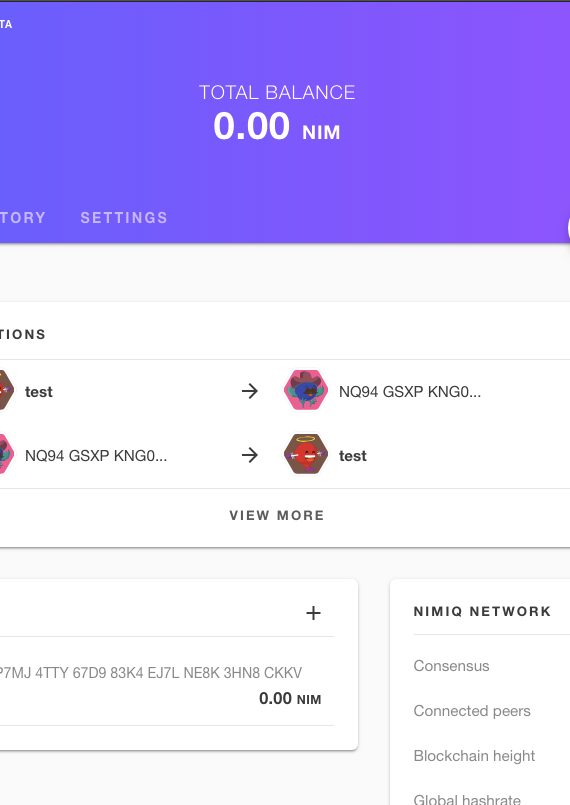 TA
TOTAL BALANCE
0.00 NIM
TORY SETTINGS
TIONS
test → NQ94 GSXP KNG0...
NQ94 GSXP KNG0... → test
VIEW MORE
+
P7MJ 4TTY 67D9 83K4 EJ7L NE8K 3HN8 CKKV
0.00 NIM
NIMIQ NETWORK
Consensus
Connected peers
Blockchain height
Global hashrate